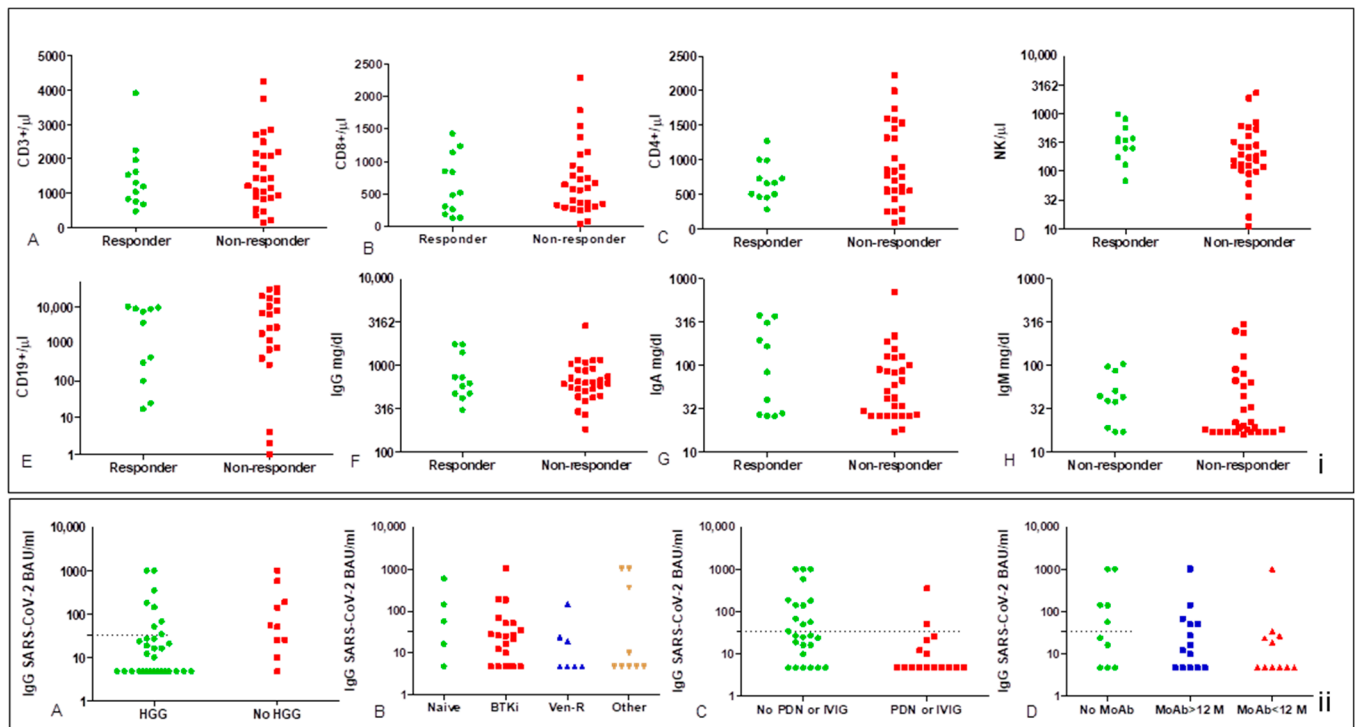 5000
4000
3000
2000
1000
0
CD3+/µl
A
Responder Non-responder
2500
2000
1500
1000
500
0
CD8+/µl
B
Responder Non-responder
2500
2000
1500
1000
500
0
CD4+/µl
C
Responder Non-responder
10,000
3162
1000
316
100
32
10
NK/µl
D
Responder Non-responder
10,000
1000
100
10
1
CD19+/µl
E
Responder Non-responder
10,000
3162
1000
316
100
IgG mg/dl
F
Responder Non-responder
1000
316
100
32
10
IgA mg/dl
G
Responder Non-responder
1000
316
100
32
10
IgM mg/dl
H
Non-responder Non-responder
i
10,000
1000
100
10
1
IgG SARS-CoV-2 BAU/ml
A
HGG No HGG
10,000
1000
100
10
1
IgG SARS-CoV-2 BAU/ml
B
Naive BTKi Ven-R Other
10,000
1000
100
10
1
IgG SARS-CoV-2 BAU/ml
C
No PDN or IVIG PDN or IVIG
10,000
1000
100
10
1
IgG SARS-CoV-2 BAU/ml
D
No MoAb MoAb>12 M MoAb<12 M
ii